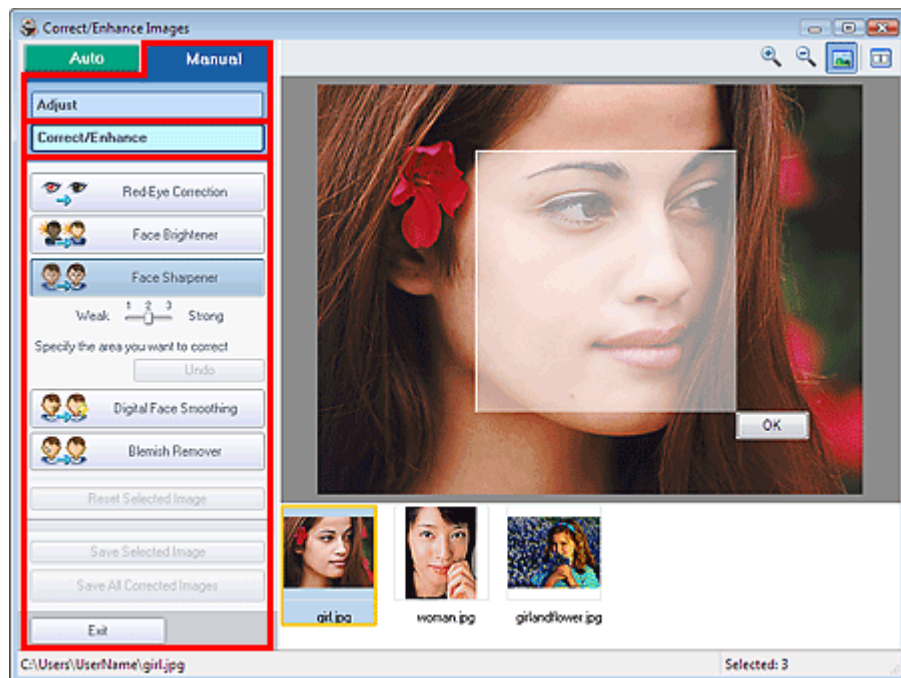 Correct/Enhance Images
Auto Manual
Adjust
Correct/Enhance
Red-Eye Correction
Face Brightener
Face Sharpener
1 2 3
Weak Strong
Specify the area you want to correct
Undo
OK
Digital Face Smoothing
Blemish Remover
Reset Selected Image
Save Selected Image
Save All Corrected Images
Exit
girl.jpg woman.jpg girlandflower.jpg
C:\Users\UserName\girl.jpg Selected: 3